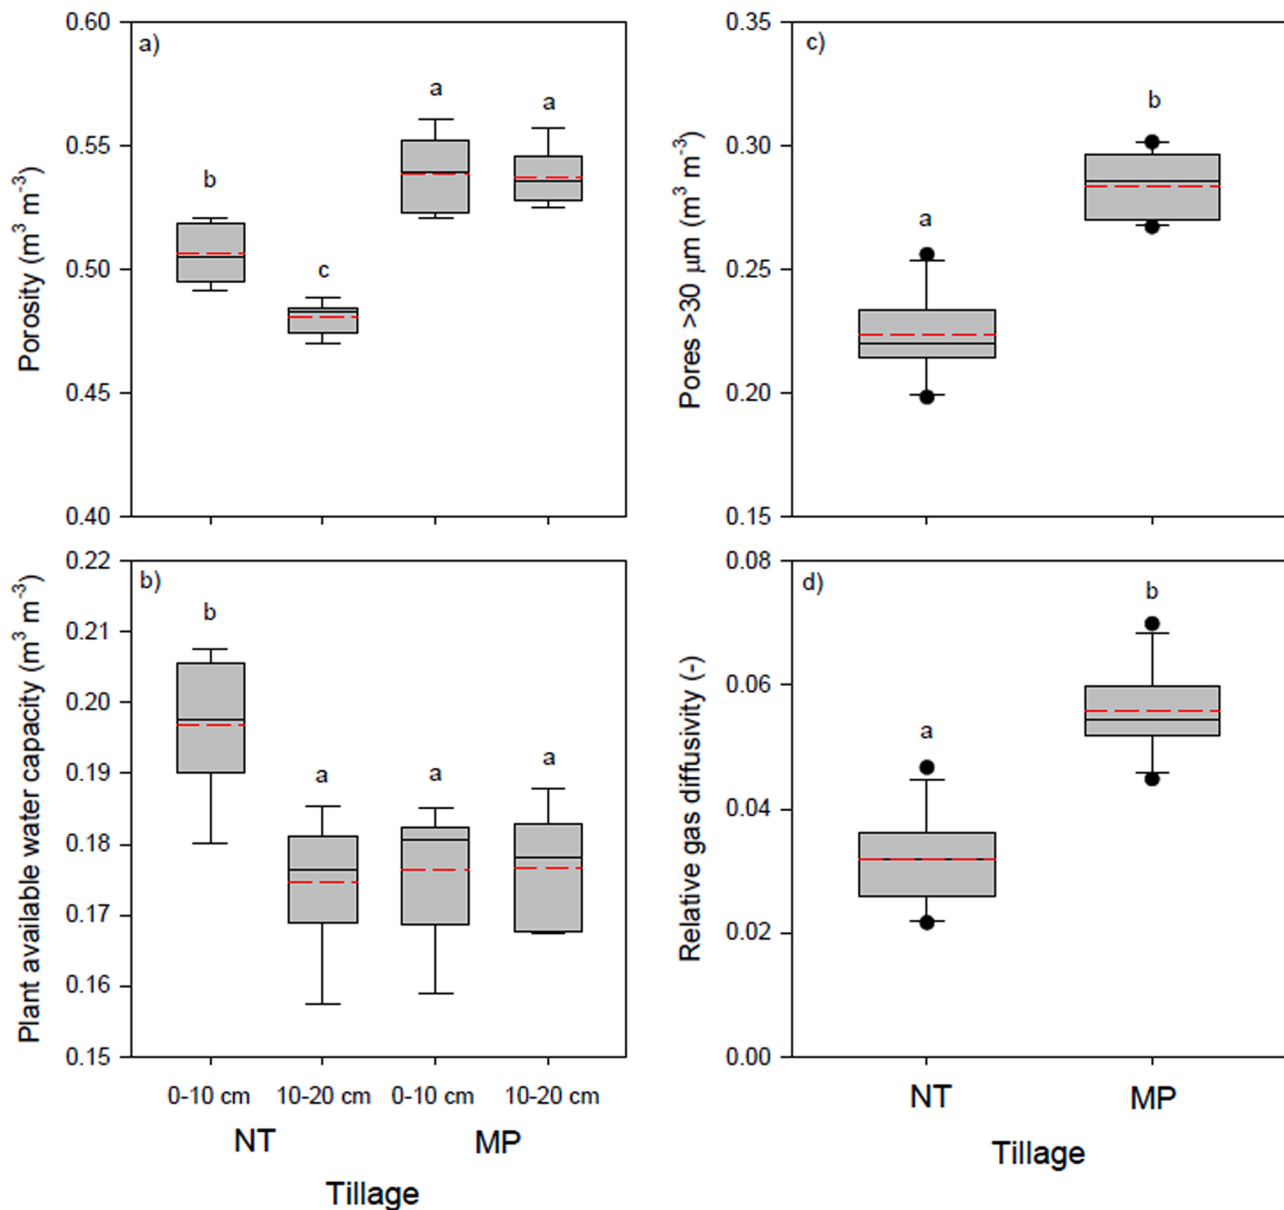 a)
Porosity (m³ m⁻³)
0.60
0.55
0.50
0.45
0.40
b
c
a
a
c)
Pores >30 µm (m³ m⁻³)
0.35
0.30
0.25
0.20
0.15
a
b
b)
Plant available water capacity (m³ m⁻³)
0.22
0.21
0.20
0.19
0.18
0.17
0.16
0.15
b
a
a
a
0-10 cm 10-20 cm 0-10 cm 10-20 cm
NT MP
Tillage
d)
Relative gas diffusivity (-)
0.08
0.06
0.04
0.02
0.00
a
b
NT MP
Tillage